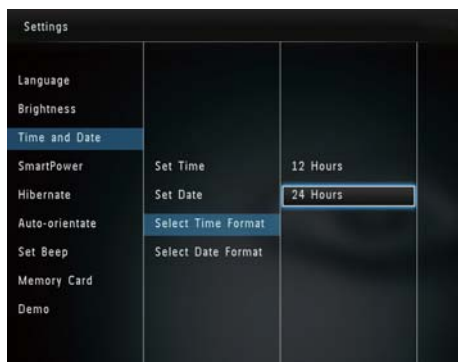 Settings
Language
Brightness
Time and Date
SmartPower
Hibernate
Auto-orientate
Set Beep
Memory Card
Demo
Set Time
Set Date
Select Time Format
Select Date Format
12 Hours
24 Hours